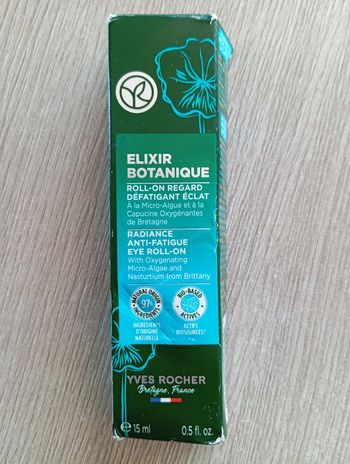 ELIXIR
BOTANIQUE
ROLL-ON REGARD
DÉFATIGANT ÉCLAT
À la Micro-Algue et à la
Capucine Oxygénantes
de Bretagne
RADIANCE
ANTI-FATIGUE
EYE ROLL-ON
With Oxygenating
Micro-Algae and
Nasturtium from Brittany
NATURAL ORIGIN
97%
INGREDIENTS
INGRÉDIENTS
D'ORIGINE
NATURELLE
BIO-BASED
ACTIVES
ACTIFS
BIOSOURCÉS*
YVES ROCHER
Bretagne, France
℮ 15 ml 0.5 fl. oz.